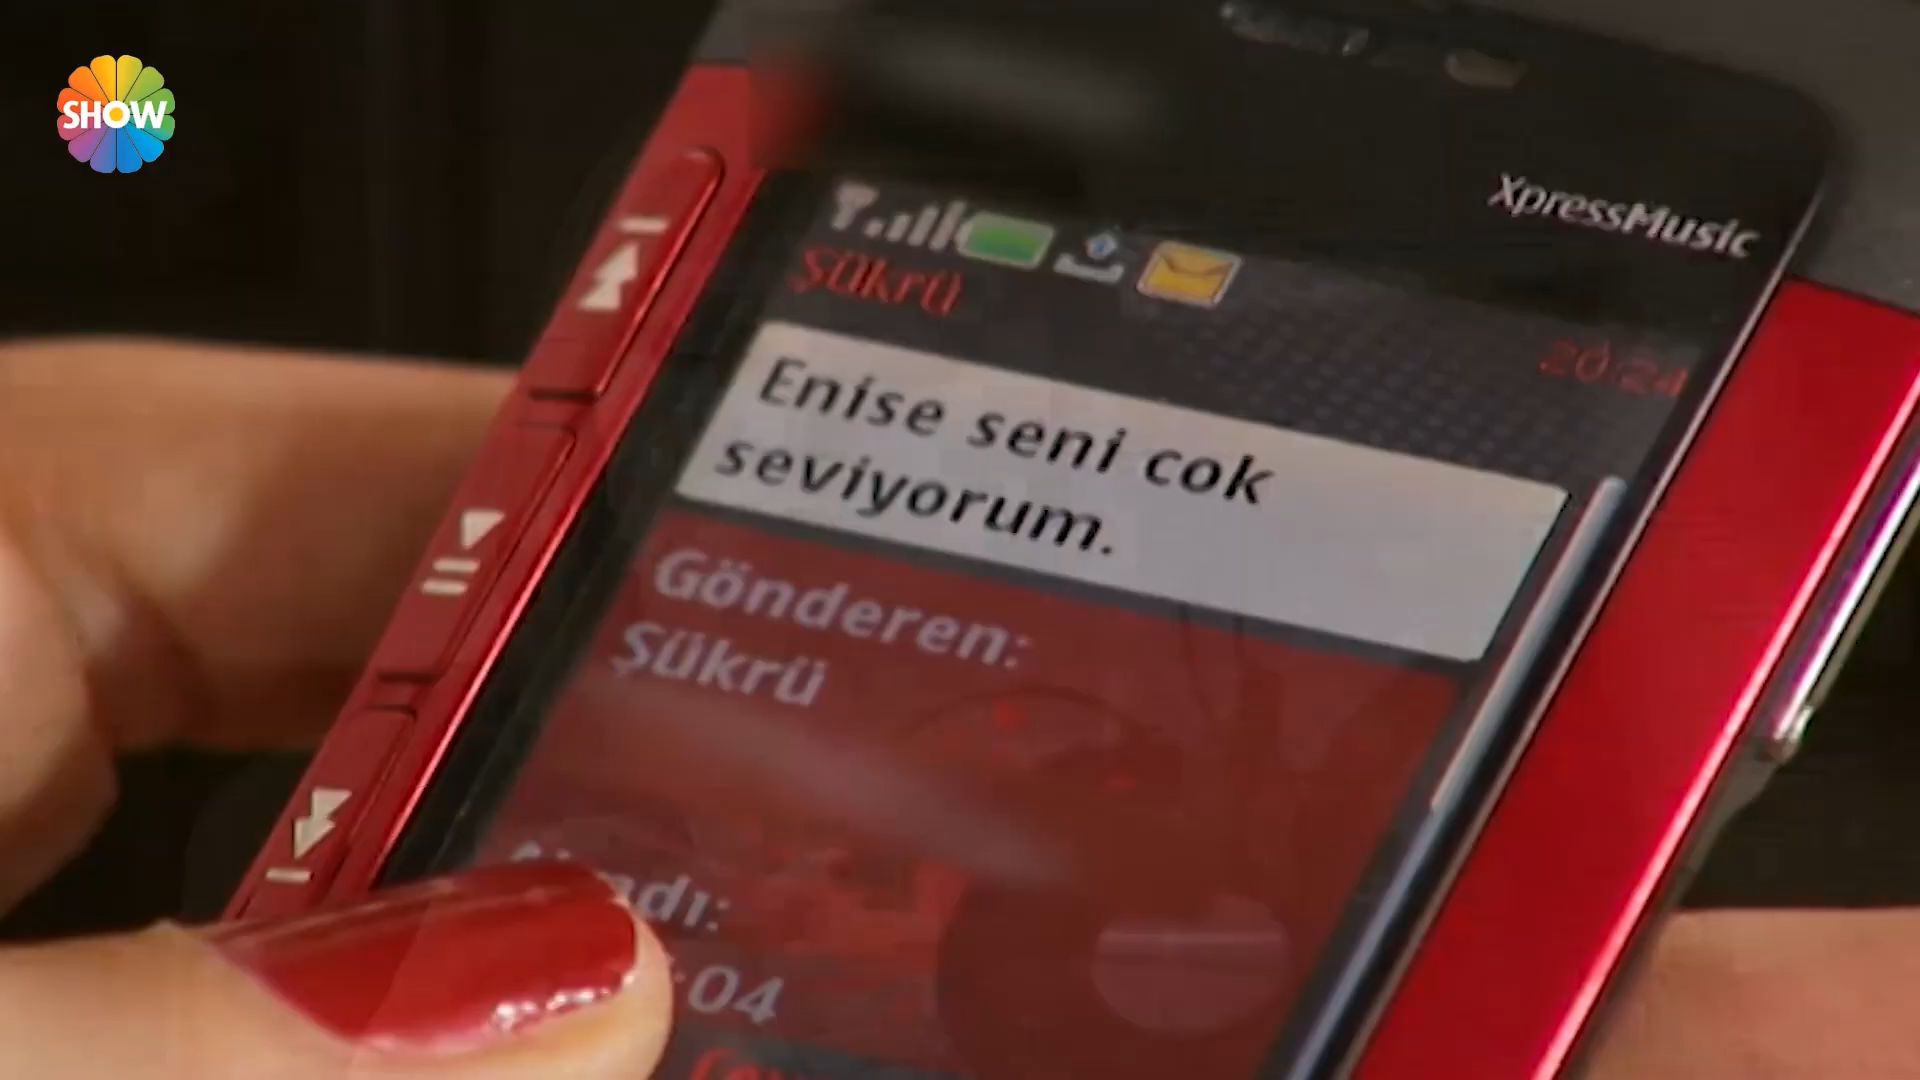 SHOW
XpressMusic
Şükrü
20:24
Enise seni cok
seviyorum.
Gönderen:
Şükrü